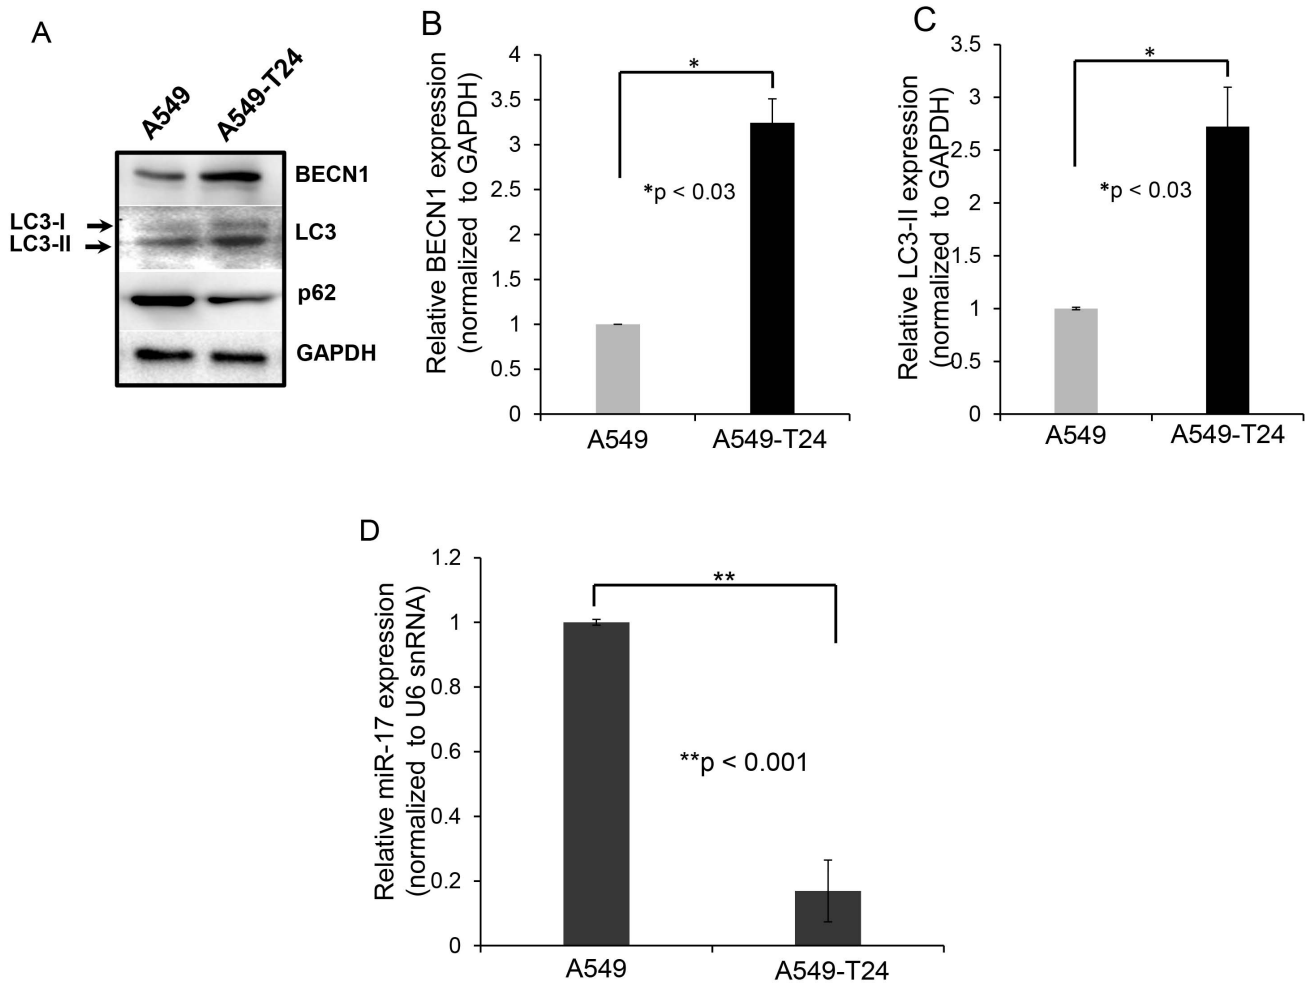 A
A549
A549-T24
BECN1
LC3-I
LC3-II
LC3
p62
GAPDH
B
Relative BECN1 expression
(normalized to GAPDH)
4
3.5
3
2.5
2
1.5
1
0.5
0
*
*p < 0.03
A549
A549-T24
C
Relative LC3-II expression
(normalized to GAPDH)
3.5
3
2.5
2
1.5
1
0.5
0
*
*p < 0.03
A549
A549-T24
D
Relative miR-17 expression
(normalized to U6 snRNA)
1.2
1
0.8
0.6
0.4
0.2
0
**
**p < 0.001
A549
A549-T24